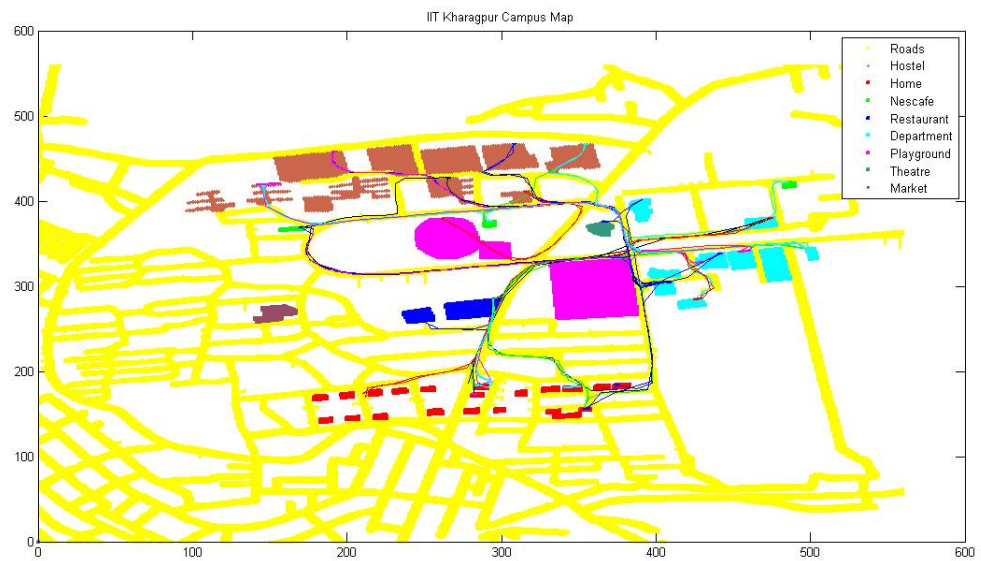 IIT Kharagpur Campus Map
600
500
400
300
200
100
0
0
100
200
300
400
500
600
Roads
Hostel
Home
Nescafe
Restaurant
Department
Playground
Theatre
Market